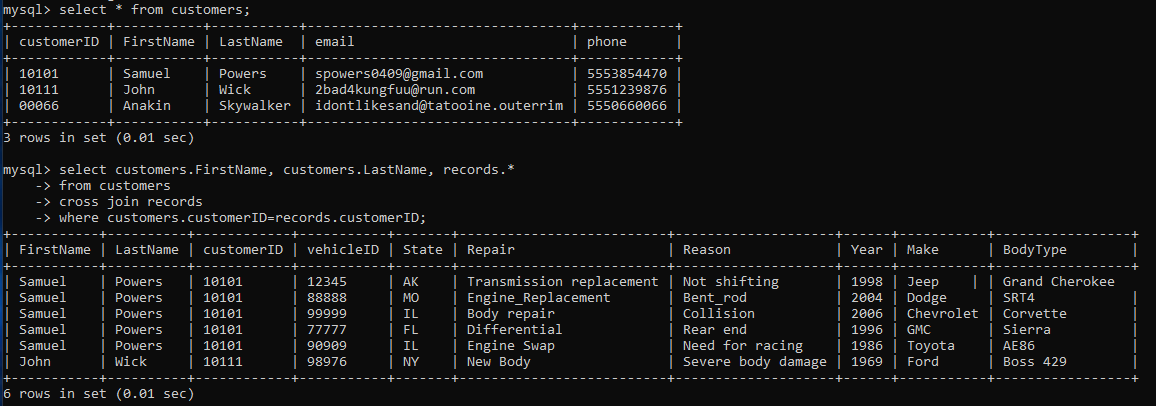 mysql> select * from customers;
+------------+-----------+-----------+--------------------------------+------------+
| customerID | FirstName | LastName  | email                          | phone      |
+------------+-----------+-----------+--------------------------------+------------+
| 10101      | Samuel    | Powers    | spowers0409@gmail.com          | 5553854470 |
| 10111      | John      | Wick      | 2bad4kungfuu@run.com           | 5551239876 |
| 00066      | Anakin    | Skywalker | idontlikesand@tatooine.outerrim | 5550660066 |
+------------+-----------+-----------+--------------------------------+------------+
3 rows in set (0.01 sec)
mysql> select customers.FirstName, customers.LastName, records.*
    -> from customers
    -> cross join records
    -> where customers.customerID=records.customerID;
+-----------+----------+------------+-----------+-------+--------------------------+--------------------+------+-----------+-----------------+
| FirstName | LastName | customerID | vehicleID | State | Repair                   | Reason             | Year | Make      | BodyType        |
+-----------+----------+------------+-----------+-------+--------------------------+--------------------+------+-----------+-----------------+
| Samuel    | Powers   | 10101      | 12345     | AK    | Transmission replacement | Not shifting       | 1998 | Jeep    | | Grand Cherokee
| Samuel    | Powers   | 10101      | 88888     | MO    | Engine_Replacement       | Bent_rod           | 2004 | Dodge     | SRT4            |
| Samuel    | Powers   | 10101      | 99999     | IL    | Body repair              | Collision          | 2006 | Chevrolet | Corvette        |
| Samuel    | Powers   | 10101      | 77777     | FL    | Differential             | Rear end           | 1996 | GMC       | Sierra          |
| Samuel    | Powers   | 10101      | 90909     | IL    | Engine Swap              | Need for racing    | 1986 | Toyota    | AE86            |
| John      | Wick     | 10111      | 98976     | NY    | New Body                 | Severe body damage | 1969 | Ford      | Boss 429        |
+-----------+----------+------------+-----------+-------+--------------------------+--------------------+------+-----------+-----------------+
6 rows in set (0.01 sec)